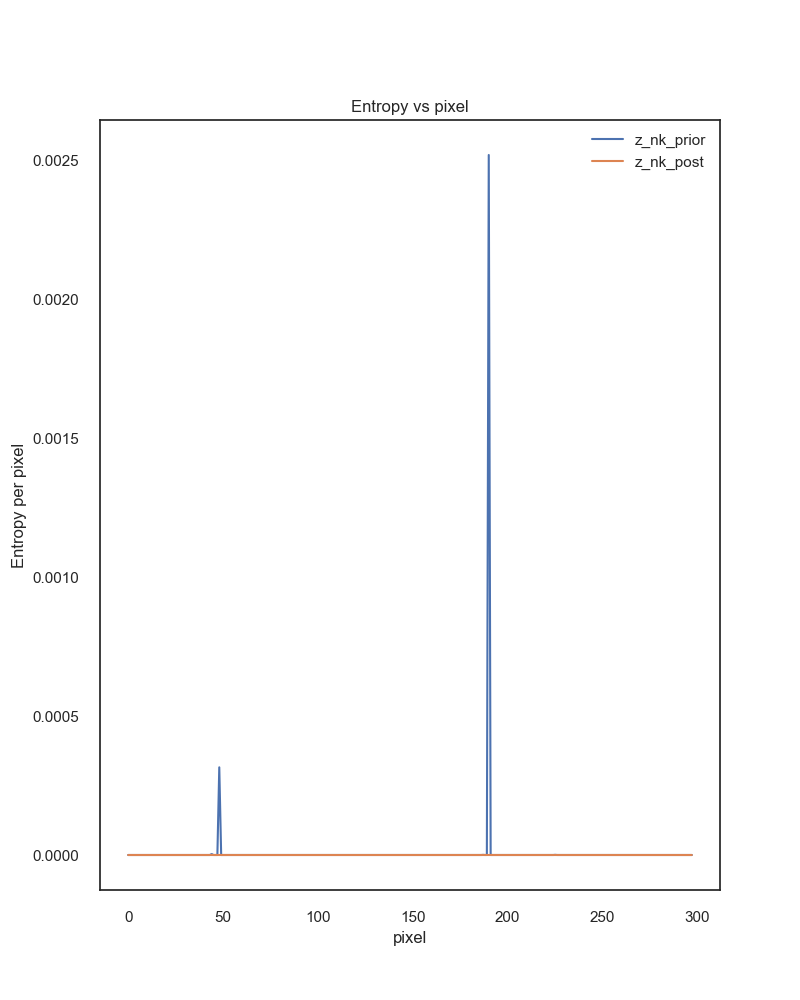 Entropy vs pixel
z_nk_prior
z_nk_post
Entropy per pixel
0.0025
0.0020
0.0015
0.0010
0.0005
0.0000
0 50 100 150 200 250 300
pixel